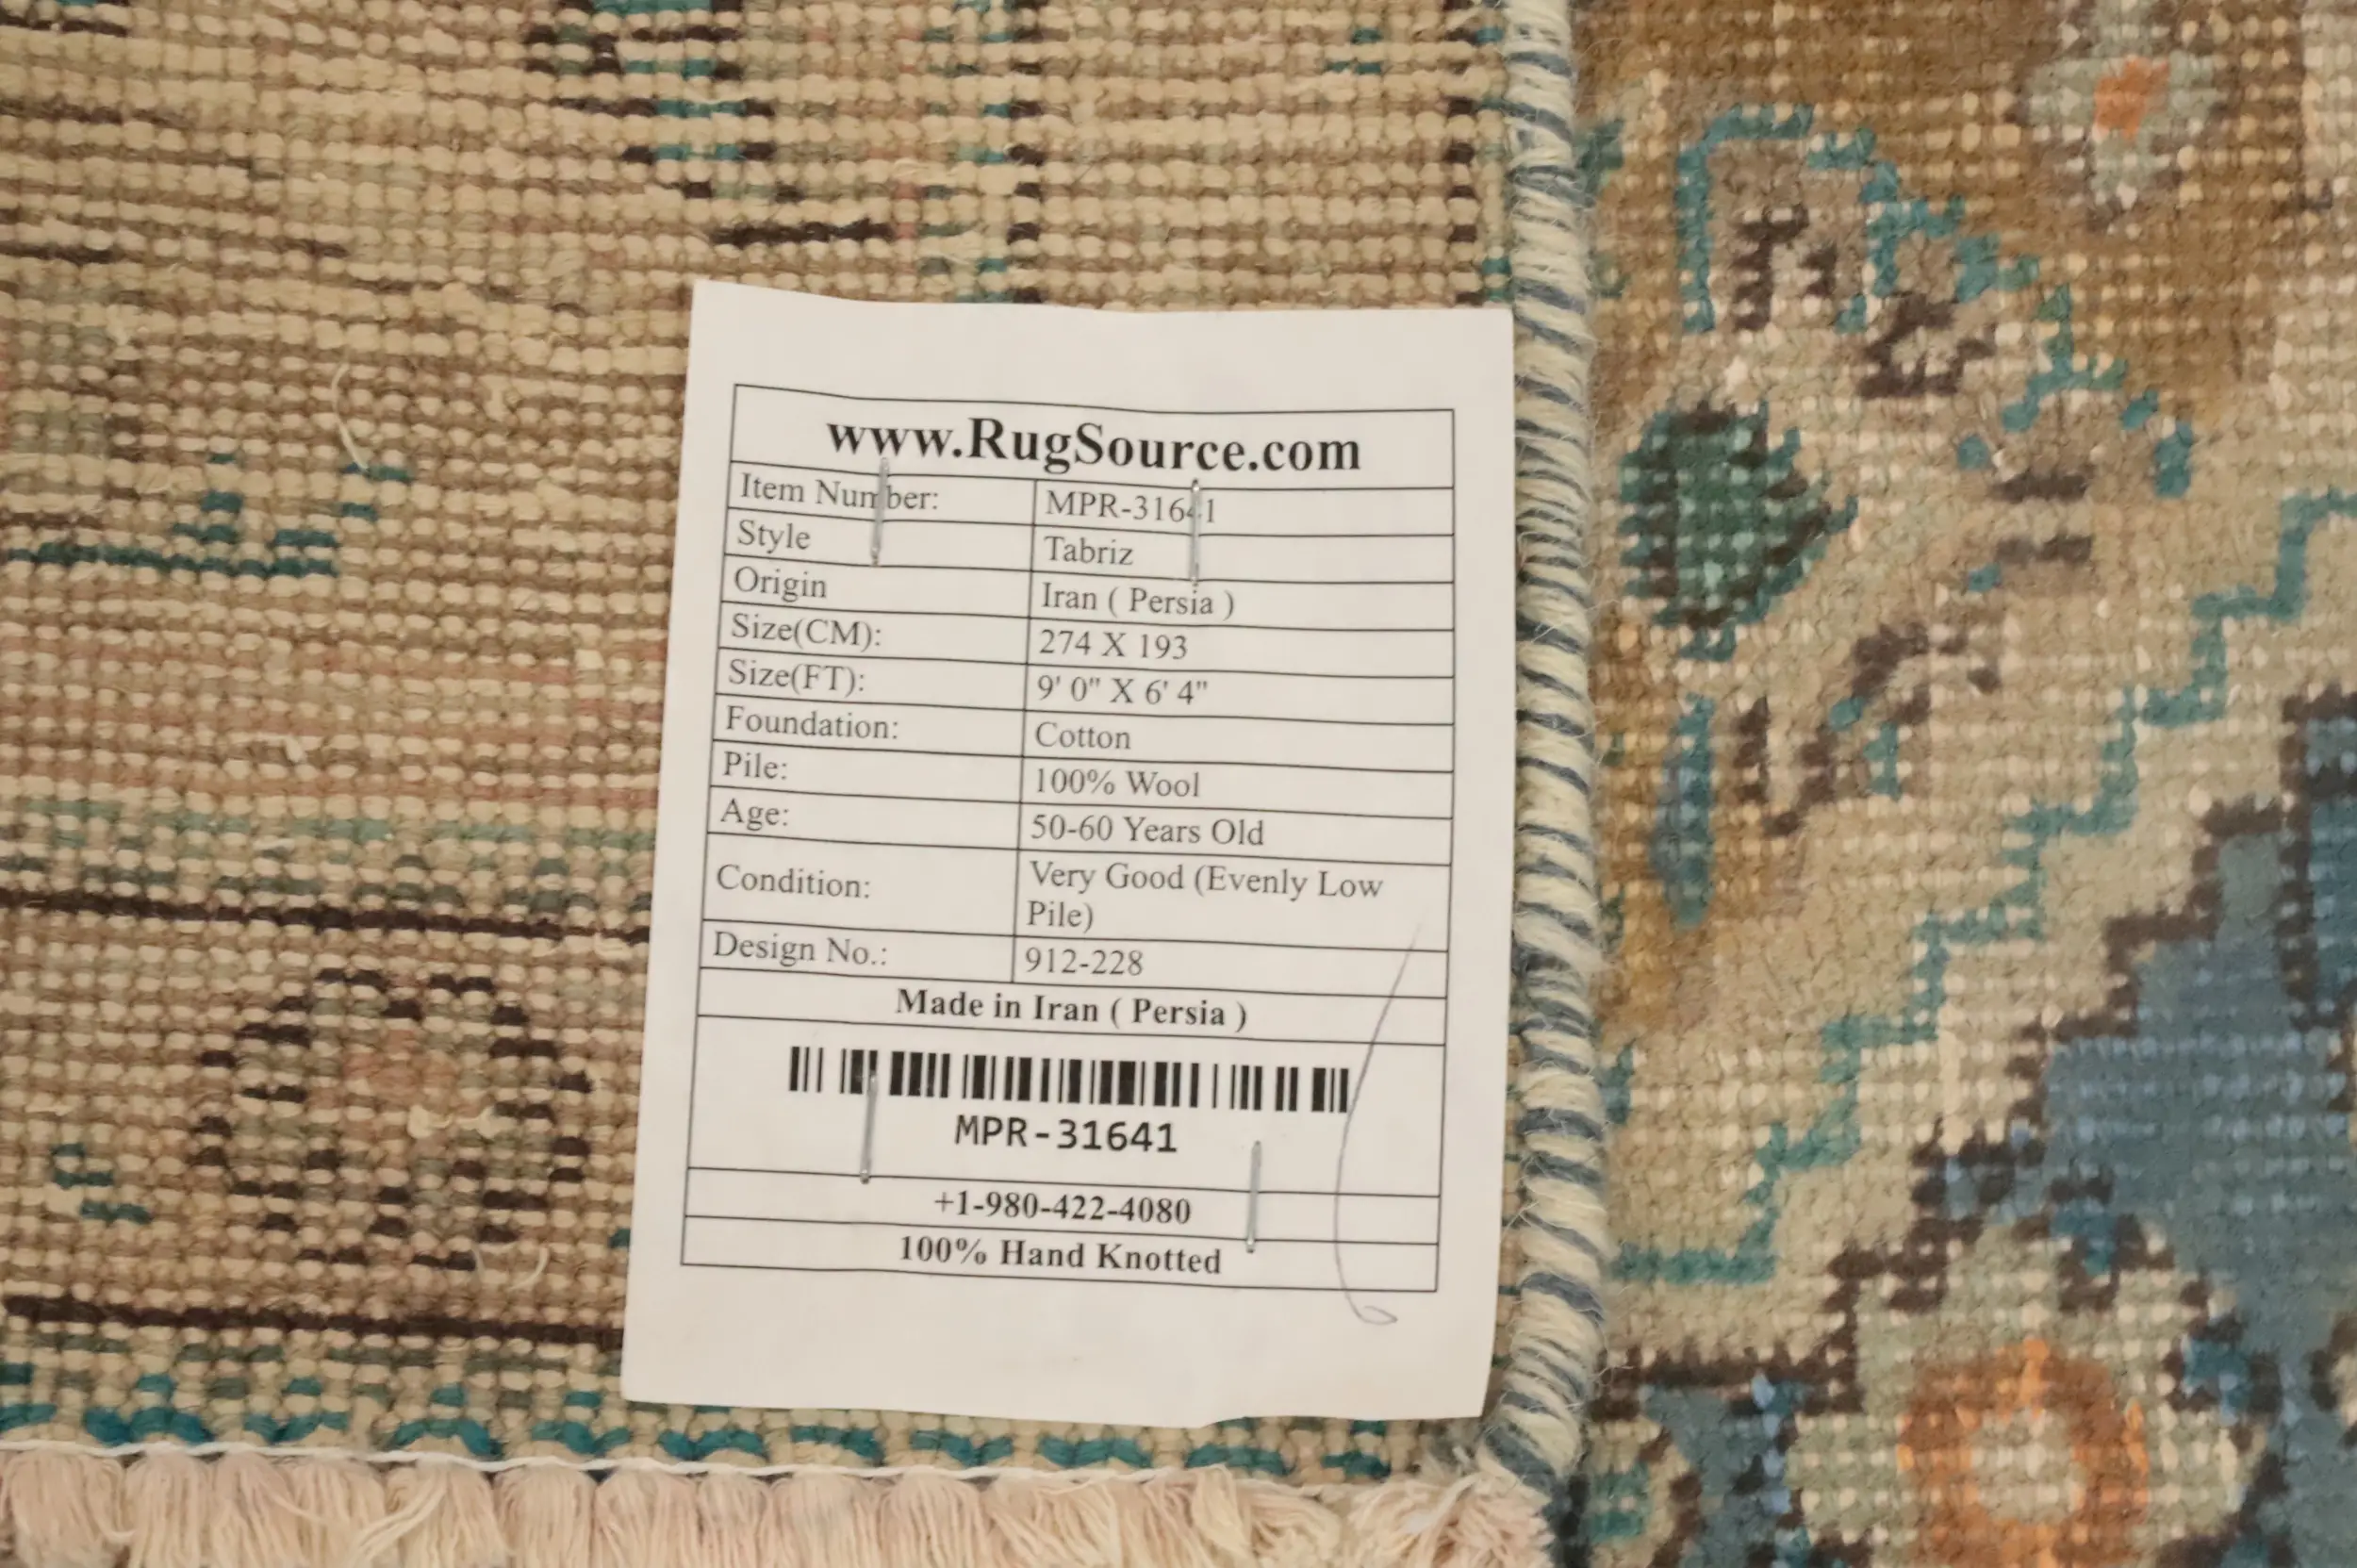 www.RugSource.com
Item Number: MPR-31641
Style Tabriz
Origin Iran ( Persia )
Size(CM): 274 X 193
Size(FT): 9' 0" X 6' 4"
Foundation: Cotton
Pile: 100% Wool
Age: 50-60 Years Old
Condition: Very Good (Evenly Low
Pile)
Design No.: 912-228
Made in Iran ( Persia )
MPR-31641
+1-980-422-4080
100% Hand Knotted